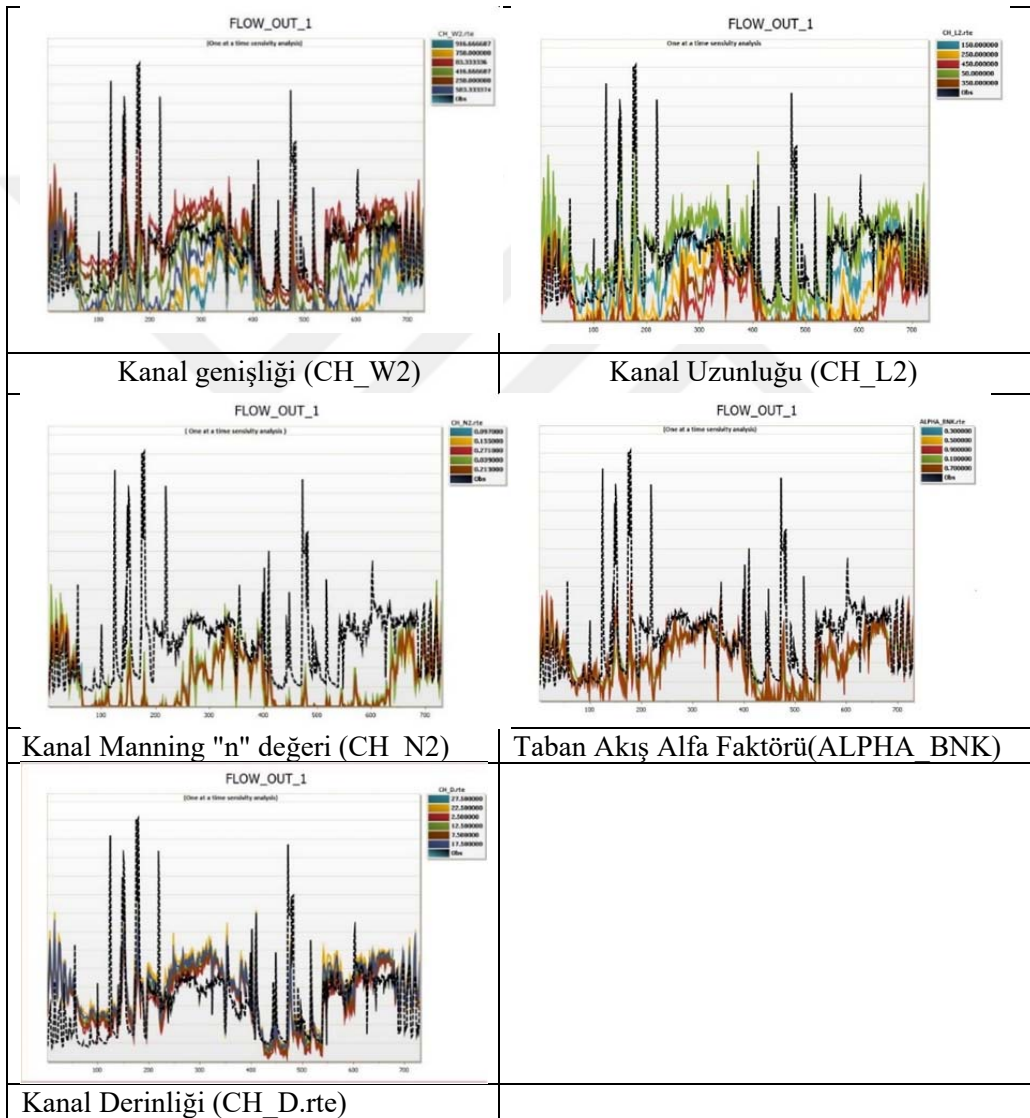 FLOW_OUT_1
(One at a time sensivity analysis)
CH_W2.rte
916.666687
750.000000
83.333336
416.666687
250.000000
583.333374
Obs
100 200 300 400 500 600 700
FLOW_OUT_1
One at a time sensivity analysis
CH_L2.rte
150.000000
250.000000
450.000000
50.000000
350.000000
Obs
100 200 300 400 500 600 700
Kanal genişliği (CH_W2)
Kanal Uzunluğu (CH_L2)
FLOW_OUT_1
( One at a time sensivity analysis )
CH_N2.rte
0.097000
0.155000
0.271000
0.039000
0.213000
Obs
100 200 300 400 500 600 700
FLOW_OUT_1
(One at a time sensivity analysis)
ALPHA_BNK.rte
0.300000
0.500000
0.900000
0.100000
0.700000
Obs
100 200 300 400 500 600 700
Kanal Manning "n" değeri (CH_N2)
Taban Akış Alfa Faktörü(ALPHA_BNK)
FLOW_OUT_1
(One at a time sensivity analysis)
CH_D.rte
27.500000
22.500000
2.500000
12.500000
7.500000
17.500000
Obs
100 200 300 400 500 600 700
Kanal Derinliği (CH_D.rte)